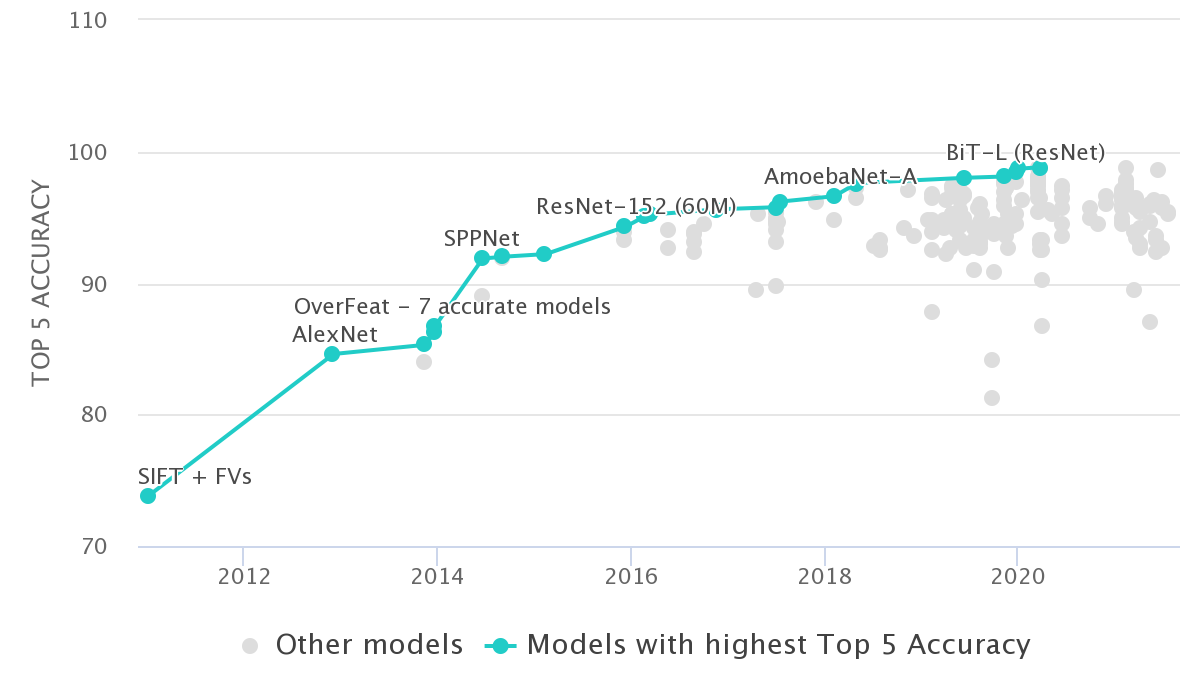 110
100
90
80
70
TOP 5 ACCURACY
BiT-L (ResNet)
AmoebaNet-A
ResNet-152 (60M)
SPPNet
OverFeat - 7 accurate models
AlexNet
SIFT + FVs
2012
2014
2016
2018
2020
Other models
Models with highest Top 5 Accuracy